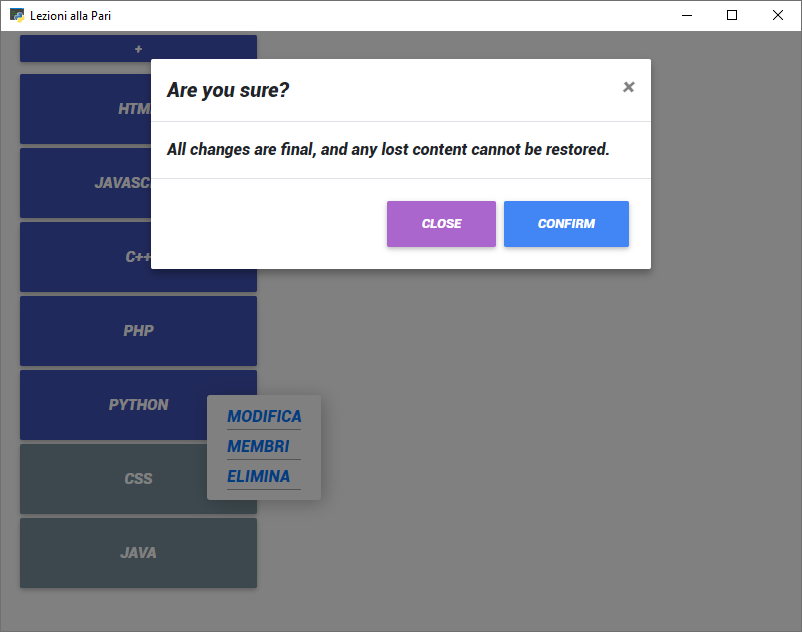 Lezioni alla Pari
+
Are you sure?
×
All changes are final, and any lost content cannot be restored.
CLOSE
CONFIRM
HTM
JAVASC
C++
PHP
PYTHON
MODIFICA
MEMBRI
ELIMINA
CSS
JAVA